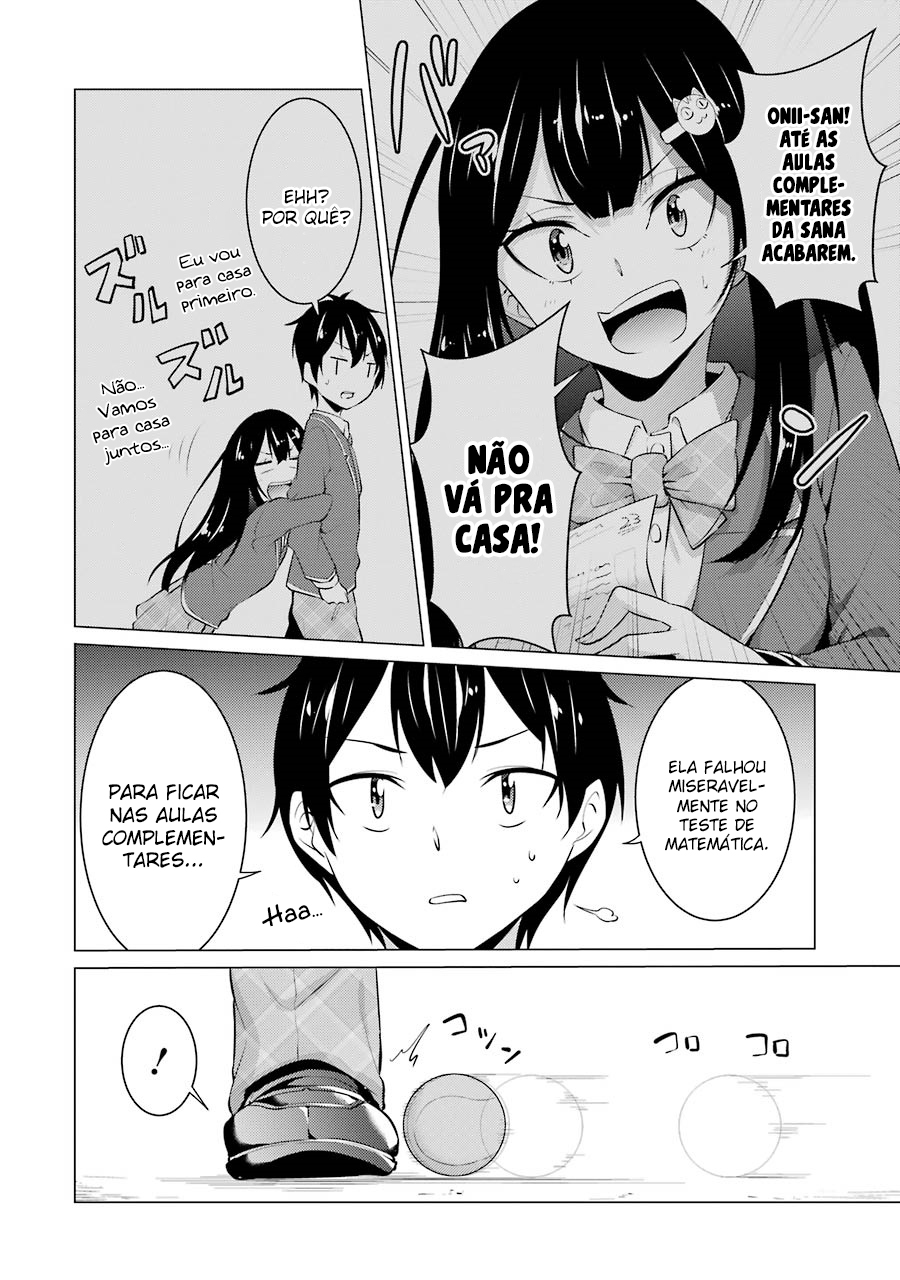 バ
ッ
ONII-SAN!
ATÉ AS
AULAS
COMPLE-
MENTARES
DA SANA
ACABAREM.
NÃO
VÁ PRA
CASA!
23
EHH?
POR QUÊ?
Eu vou
para casa
primeiro.
ズル
ズル
Não...
Vamos
para casa
juntos...
ELA FALHOU
MISERAVEL-
MENTE NO
TESTE DE
MATEMÁTICA.
PARA FICAR
NAS AULAS
COMPLEMEN-
TARES...
Haa...
コロ
コロ
コツン
!